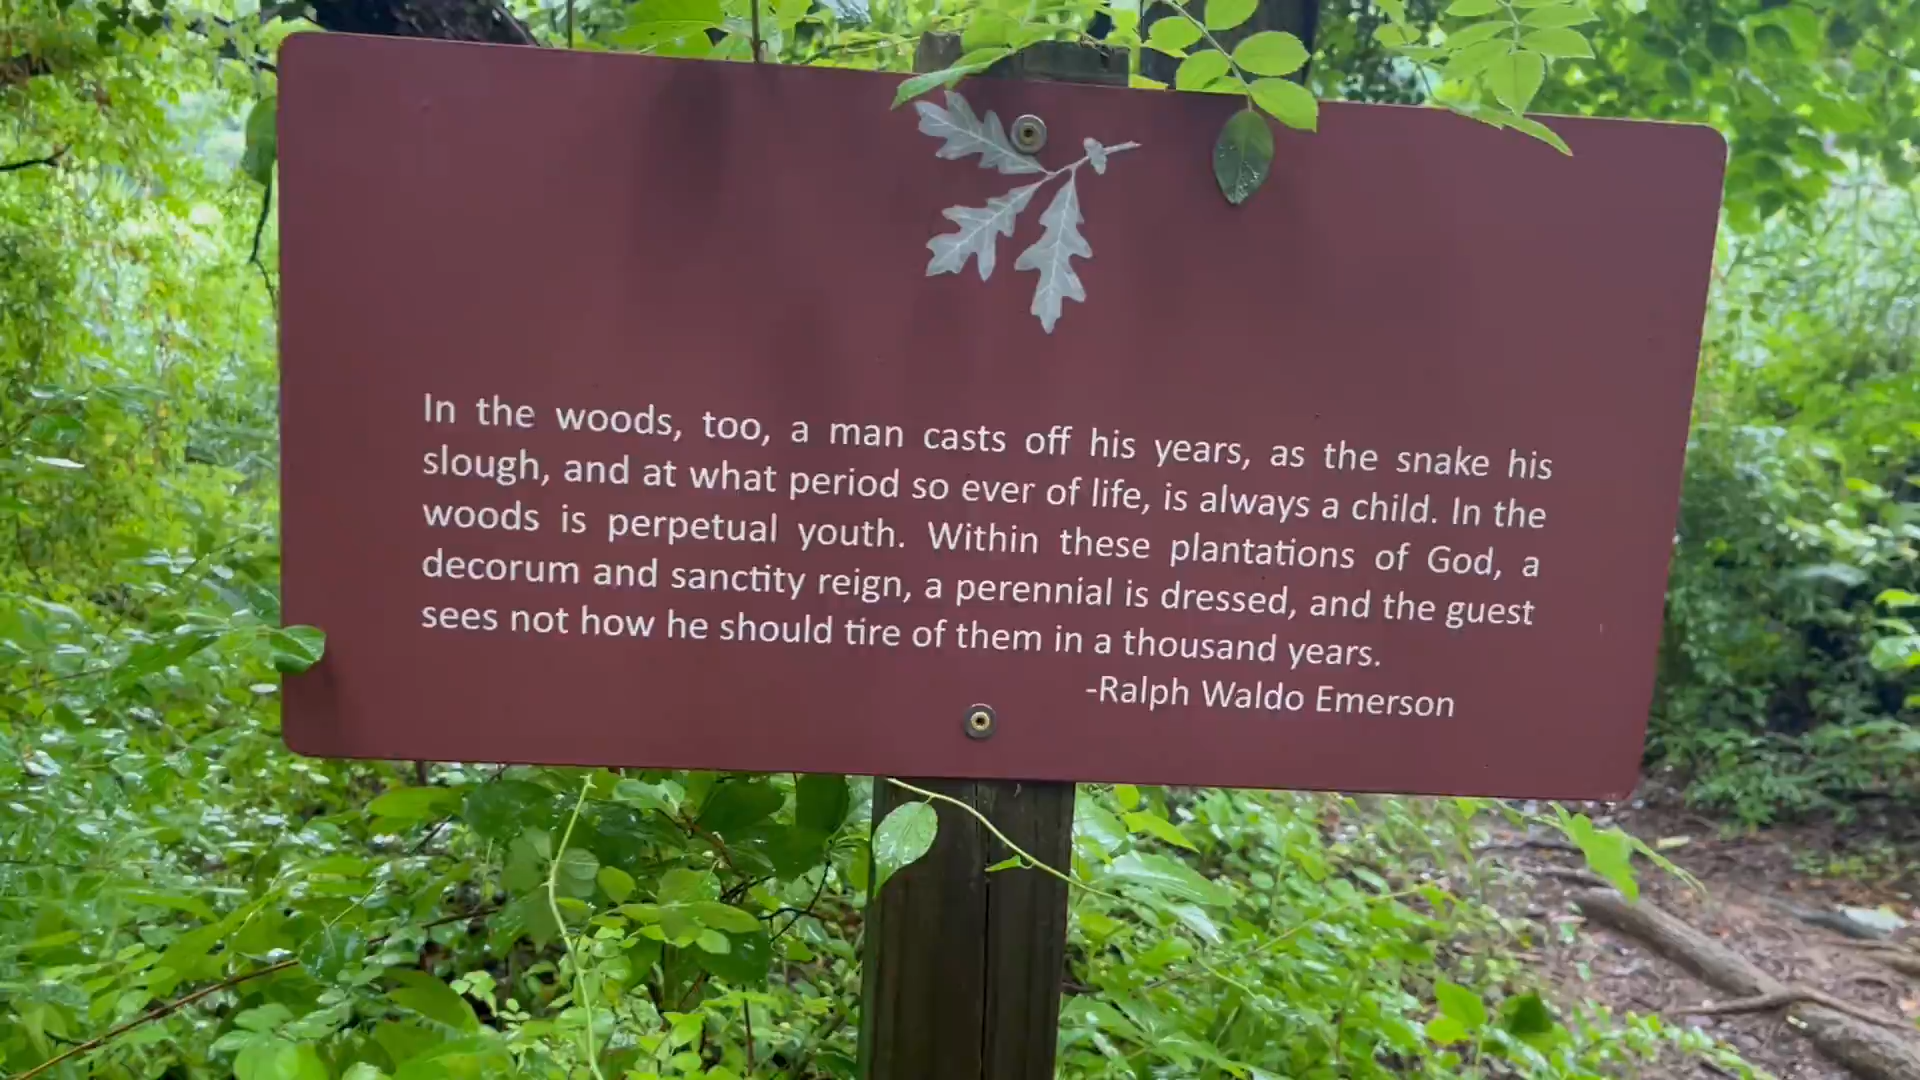 In the woods, too, a man casts off his years, as the snake his
slough, and at what period so ever of life, is always a child. In the
woods is perpetual youth. Within these plantations of God, a
decorum and sanctity reign, a perennial is dressed, and the guest
sees not how he should tire of them in a thousand years.
-Ralph Waldo Emerson